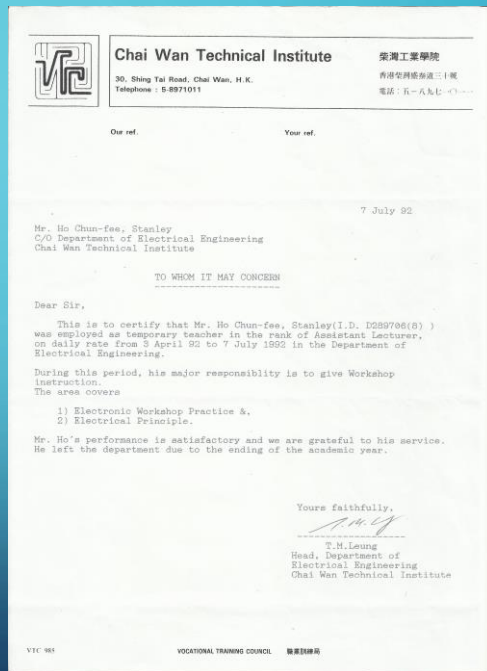 VTC
Chai Wan Technical Institute
30, Shing Tai Road, Chai Wan, H.K.
Telephone : 5-8971011
柴灣工業學院
香港柴灣盛泰道三十號
電話：五－八九七
Our ref.
Your ref.
7 July 92
Mr. Ho Chun-fee, Stanley
C/O Department of Electrical Engineering
Chai Wan Technical Institute
TO WHOM IT MAY CONCERN
Dear Sir,
This is to certify that Mr. Ho Chun-fee, Stanley(I.D. D289706(8) )
was employed as temporary teacher in the rank of Assistant Lecturer,
on daily rate from 3 April 92 to 7 July 1992 in the Department of
Electrical Engineering.
During this period, his major responsiblity is to give Workshop
instruction.
The area covers
1) Electronic Workshop Practice &,
2) Electrical Principle.
Mr. Ho's performance is satisfactory and we are grateful to his service.
He left the department due to the ending of the academic year.
Yours faithfully,
T.M.Leung
Head, Department of
Electrical Engineering
Chai Wan Technical Institute
VTC 985
VOCATIONAL TRAINING COUNCIL 職業訓練局